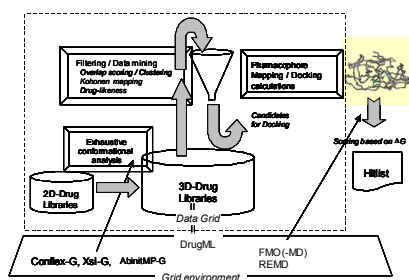 Filtering / Data mining
Overlap scoring / Clustering
Kohonen mapping
Drug-likeness
Pharmacophore
Mapping / Docking
calculations
Candidates
for Docking
Sorting based on ΔG
Exhaustive
conformational
analysis
Hitlist
2D-Drug
Libraries
3D-Drug
Libraries
=
Data Grid
=
DrugML
Conflex-G, Xsi-G, AbinitMP-G
FMO(-MD)
REMD
Grid environment